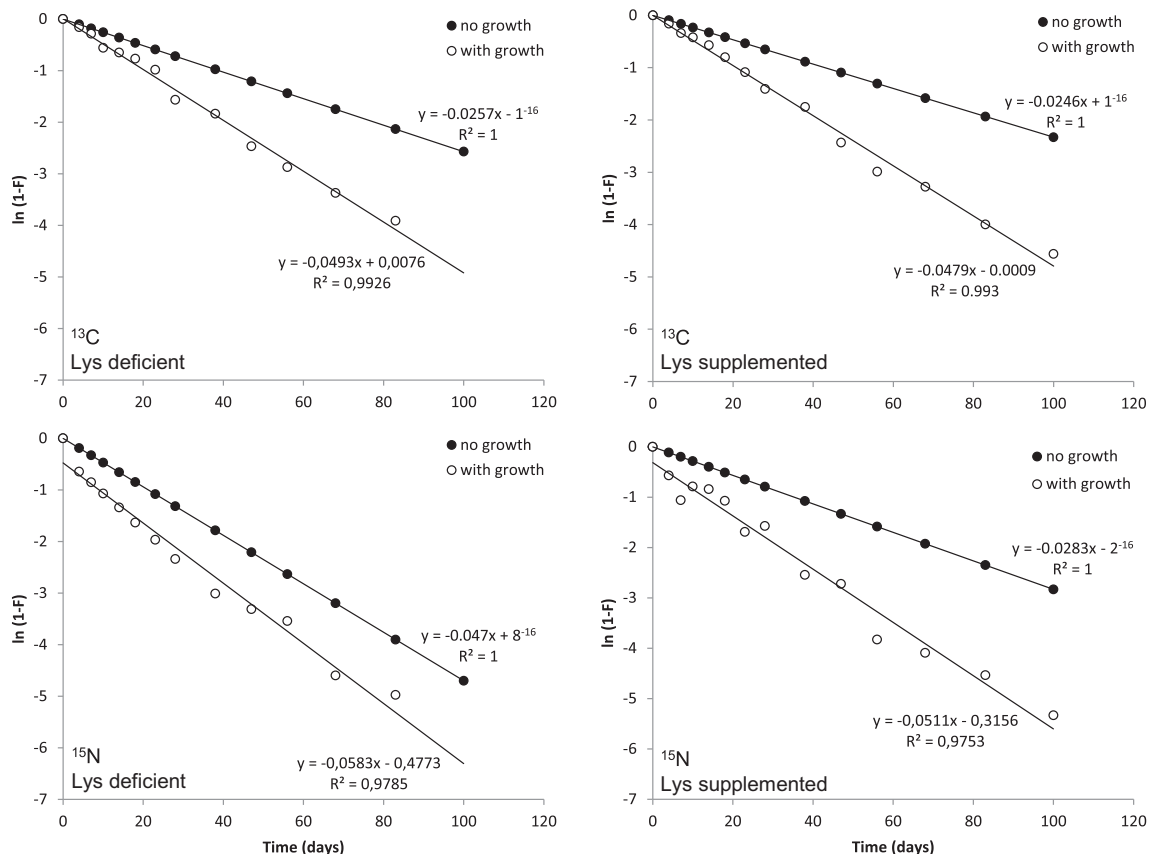 0
-1
-2
-3
-4
-5
-6
-7
ln (1-F)
no growth
with growth
y = -0.0257x - 1⁻¹⁶
R² = 1
y = -0,0493x + 0,0076
R² = 0,9926
¹³C
Lys deficient
0 20 40 60 80 100 120
0
-1
-2
-3
-4
-5
-6
-7
ln (1-F)
no growth
with growth
y = -0.0246x + 1⁻¹⁶
R² = 1
y = -0.0479x - 0.0009
R² = 0.993
¹³C
Lys supplemented
0 20 40 60 80 100 120
0
-1
-2
-3
-4
-5
-6
-7
ln (1-F)
no growth
with growth
y = -0.047x + 8⁻¹⁶
R² = 1
y = -0,0583x - 0,4773
R² = 0,9785
¹⁵N
Lys deficient
0 20 40 60 80 100 120
Time (days)
0
-1
-2
-3
-4
-5
-6
-7
ln (1-F)
no growth
with growth
y = -0.0283x - 2⁻¹⁶
R² = 1
y = -0,0511x - 0,3156
R² = 0,9753
¹⁵N
Lys supplemented
0 20 40 60 80 100 120
Time (days)